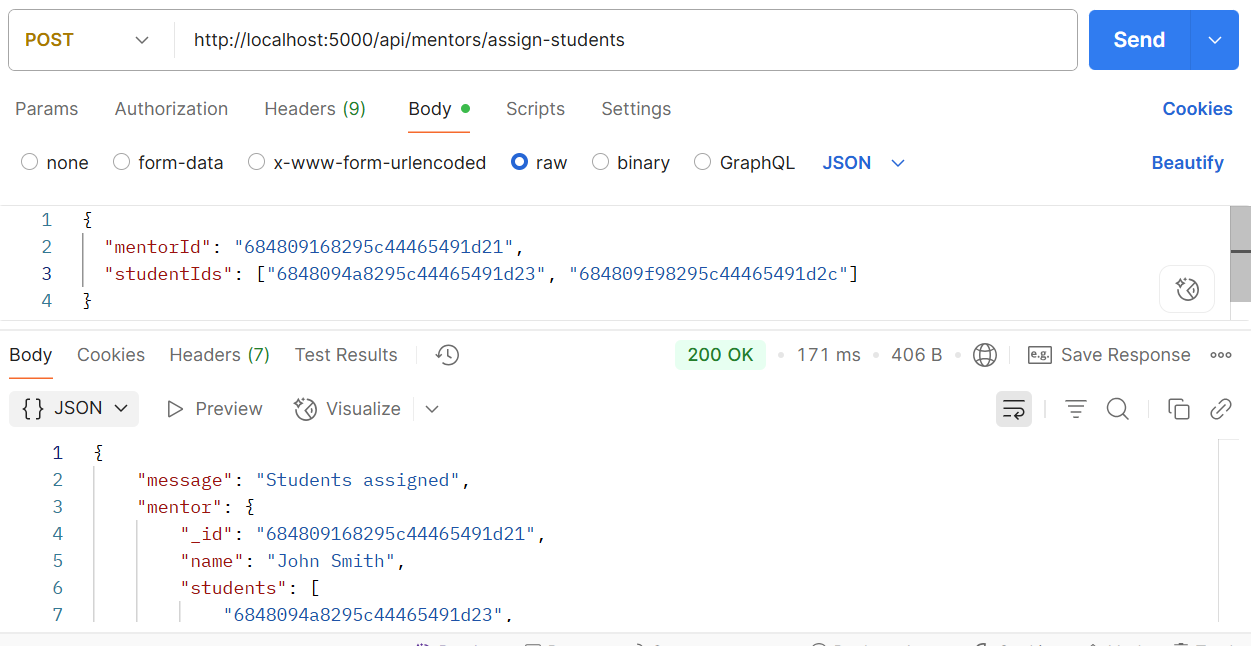 POST http://localhost:5000/api/mentors/assign-students Send
Params Authorization Headers (9) Body Scripts Settings Cookies
none form-data x-www-form-urlencoded raw binary GraphQL JSON Beautify
1 {
2 "mentorId": "684809168295c44465491d21",
3 "studentIds": ["6848094a8295c44465491d23", "684809f98295c44465491d2c"]
4 }
Body Cookies Headers (7) Test Results 200 OK 171 ms 406 B e.g. Save Response
{} JSON Preview Visualize
1 {
2 "message": "Students assigned",
3 "mentor": {
4 "_id": "684809168295c44465491d21",
5 "name": "John Smith",
6 "students": [
7 "6848094a8295c44465491d23",